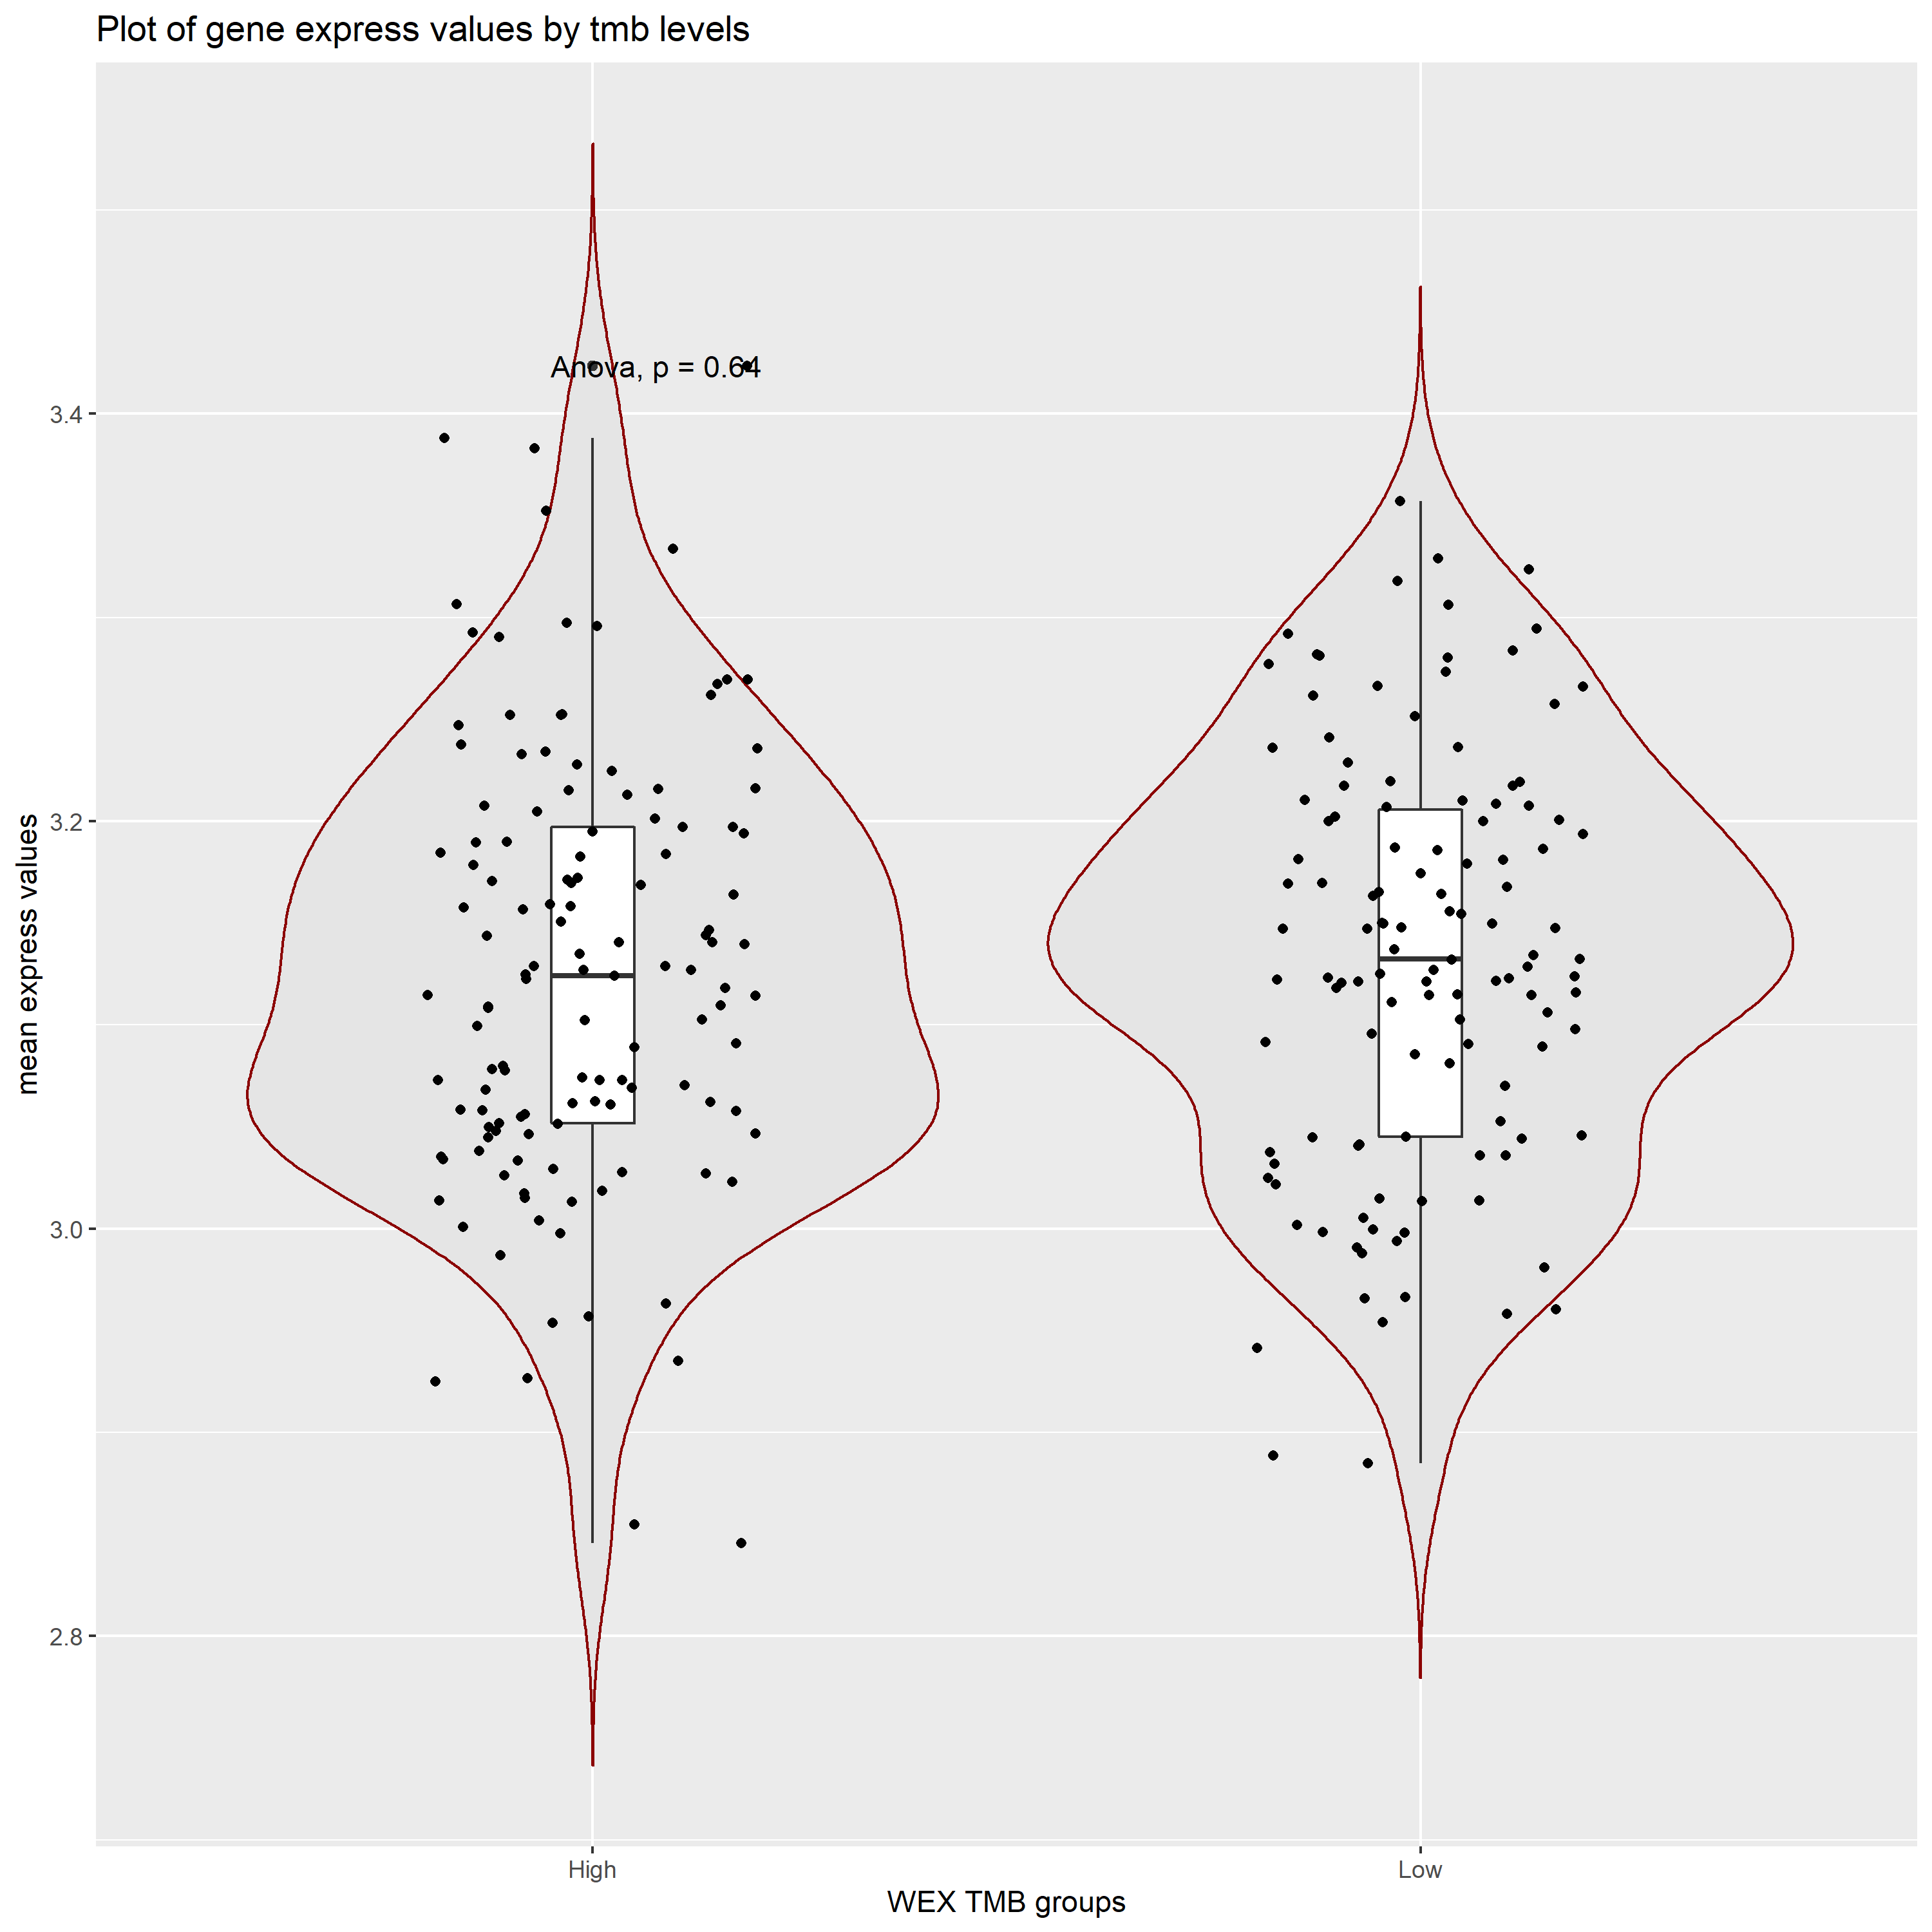 Plot of gene express values by tmb levels
Anova, p = 0.64
3.4
3.2
3.0
2.8
mean express values
High
Low
WEX TMB groups